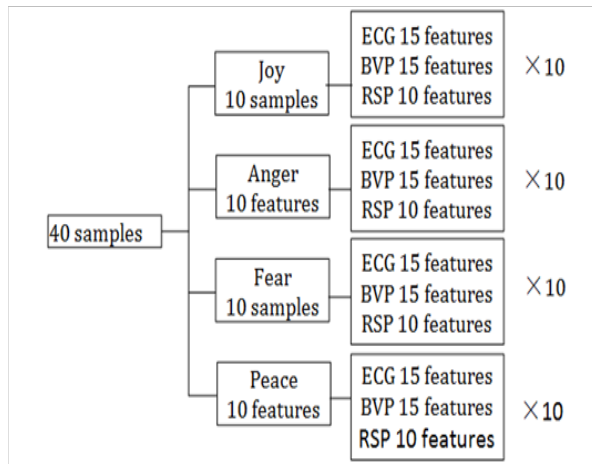 40 samples
Joy
10 samples
ECG 15 features
BVP 15 features
RSP 10 features
×10
Anger
10 features
ECG 15 features
BVP 15 features
RSP 10 features
×10
Fear
10 samples
ECG 15 features
BVP 15 features
RSP 10 features
×10
Peace
10 features
ECG 15 features
BVP 15 features
RSP 10 features
×10